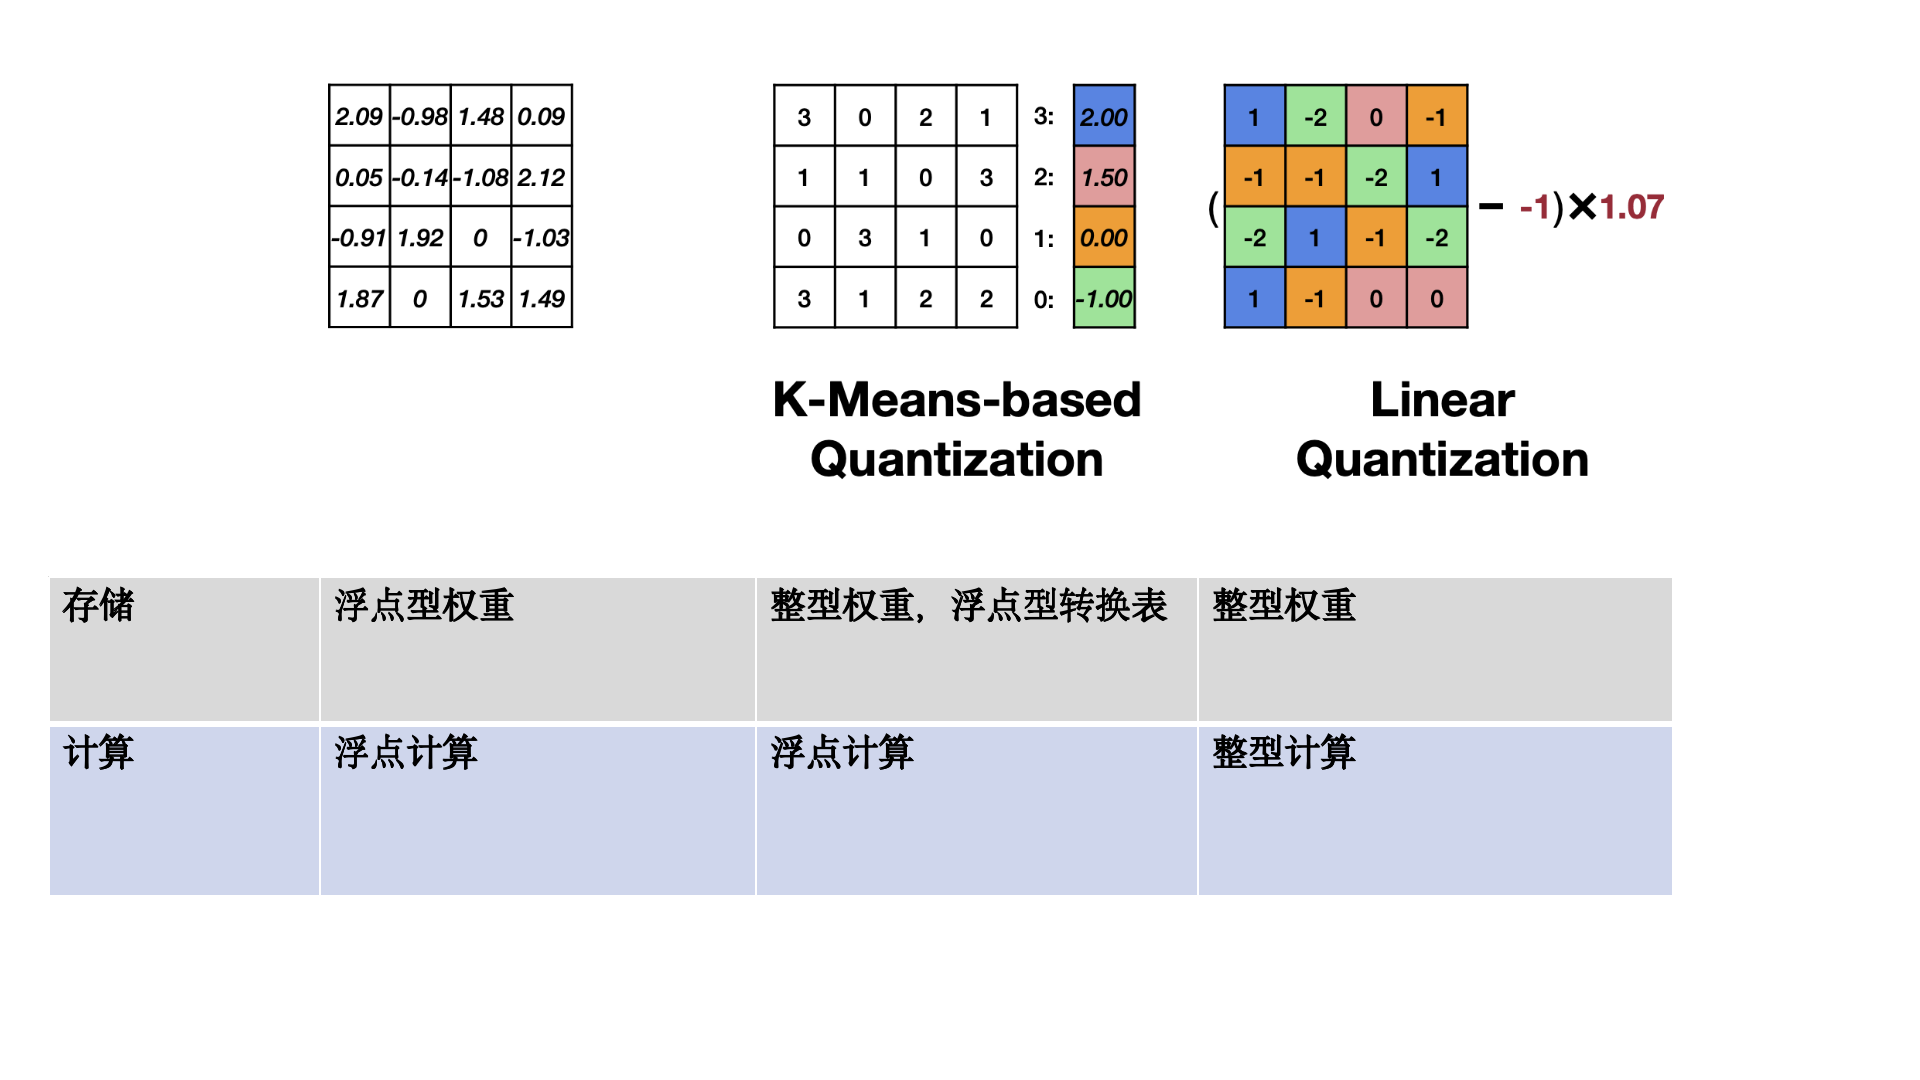 2.09 -0.98 1.48 0.09
0.05 -0.14 -1.08 2.12
-0.91 1.92 0 -1.03
1.87 0 1.53 1.49
3 0 2 1
1 1 0 3
0 3 1 0
3 1 2 2
3: 2.00
2: 1.50
1: 0.00
0: -1.00
K-Means-based
Quantization
(
1 -2 0 -1
-1 -1 -2 1
-2 1 -1 -2
1 -1 0 0
− -1)×1.07
Linear
Quantization
存储 浮点型权重 整型权重，浮点型转换表 整型权重
计算 浮点计算 浮点计算 整型计算